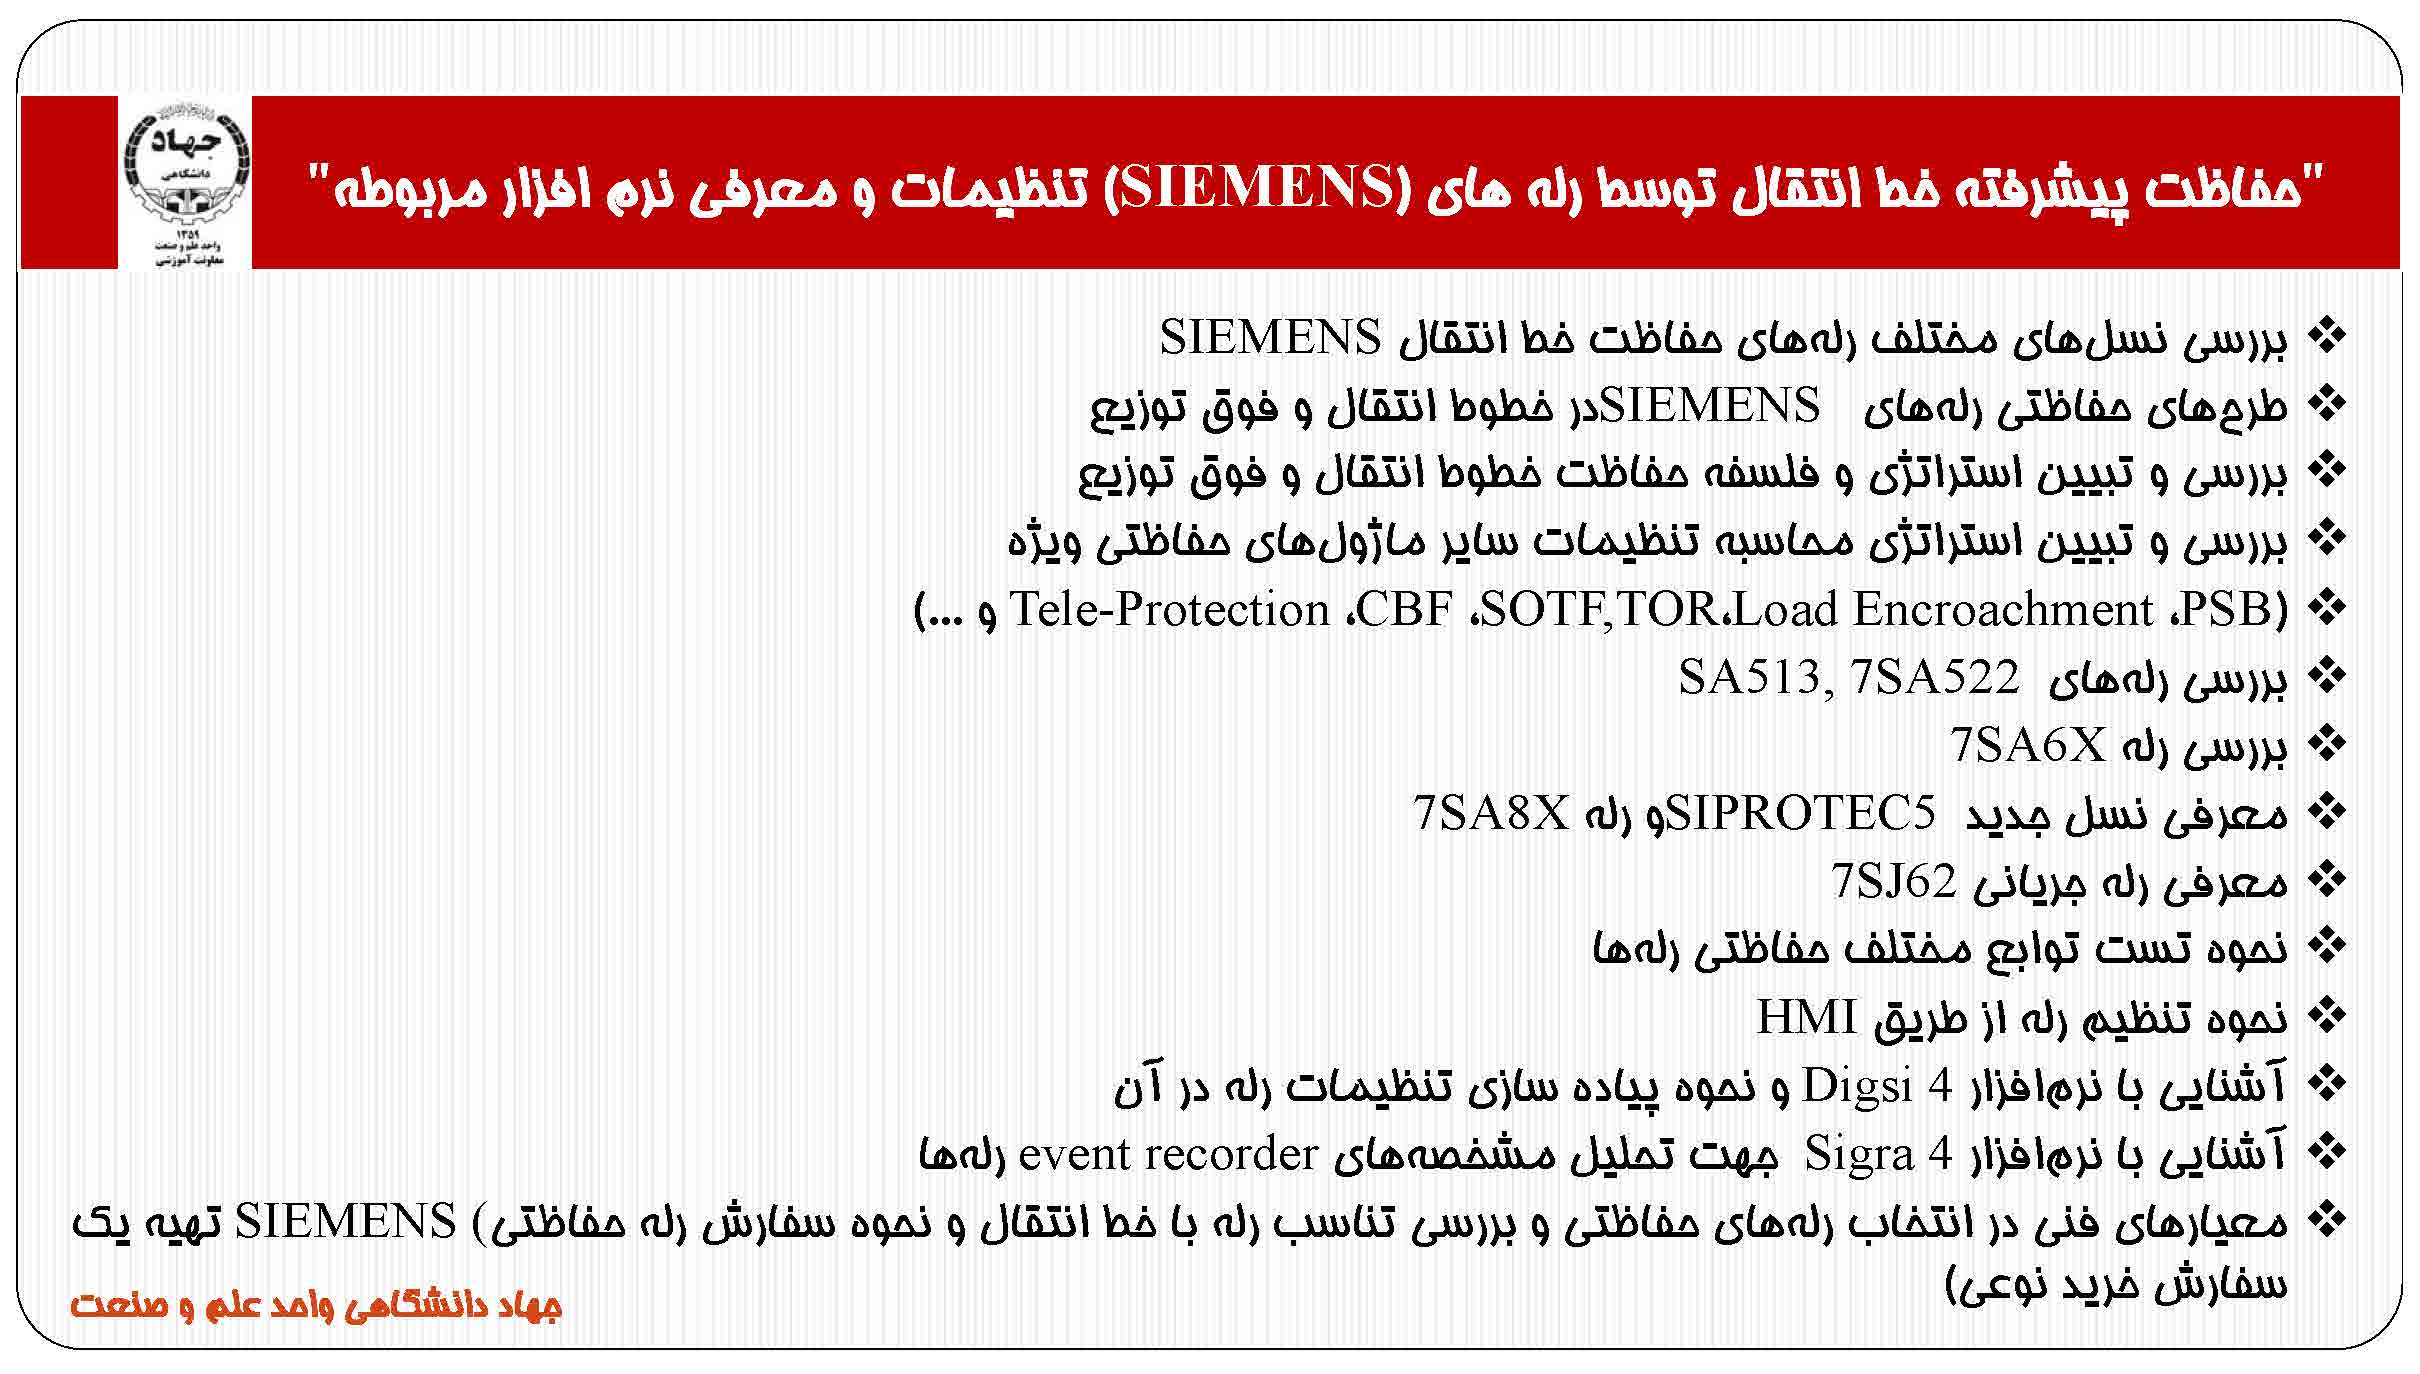 جهاد
دانشگاهی
۱۳۵۹
واحد علم و صنعت
معاونت آموزشی
"حفاظت پیشرفته خط انتقال توسط رله های (SIEMENS) تنظیمات و معرفی نرم افزار مربوطه"
❖ بررسی نسل‌های مختلف رله‌های حفاظت خط انتقال SIEMENS
❖ طرح‌های حفاظتی رله‌های SIEMENSدر خطوط انتقال و فوق توزیع
❖ بررسی و تبیین استراتژی و فلسفه حفاظت خطوط انتقال و فوق توزیع
❖ بررسی و تبیین استراتژی محاسبه تنظیمات سایر ماژول‌های حفاظتی ویژه
❖ (PSB، Load Encroachment،SOTF,TOR، CBF، Tele-Protection و ...)
❖ بررسی رله‌های SA513, 7SA522
❖ بررسی رله 7SA6X
❖ معرفی نسل جدید SIPROTEC5و رله 7SA8X
❖ معرفی رله جریانی 7SJ62
❖ نحوه تست توابع مختلف حفاظتی رله‌ها
❖ نحوه تنظیم رله از طریق HMI
❖ آشنایی با نرم‌افزار Digsi 4 و نحوه پیاده سازی تنظیمات رله در آن
❖ آشنایی با نرم‌افزار Sigra 4 جهت تحلیل مشخصه‌های event recorder رله‌ها
❖ معیارهای فنی در انتخاب رله‌های حفاظتی و بررسی تناسب رله با خط انتقال و نحوه سفارش رله حفاظتی) SIEMENS تهیه یک
سفارش خرید نوعی)
جهاد دانشگاهی واحد علم و صنعت